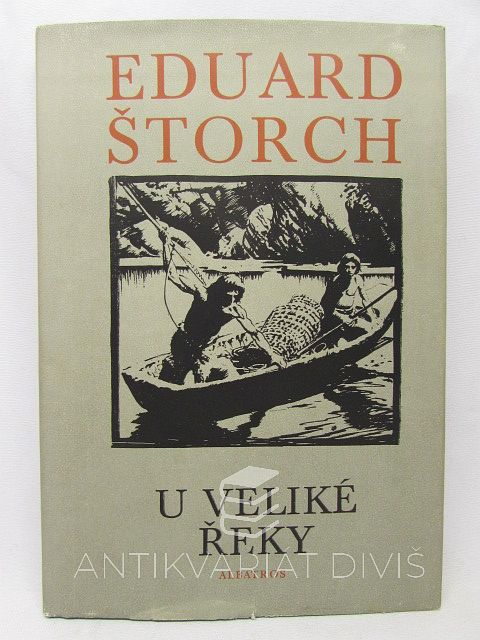 EDUARD
ŠTORCH
U VELIKÉ
ŘEKY
ANTIKVARIÁT DIVIŠ
ALBATROS